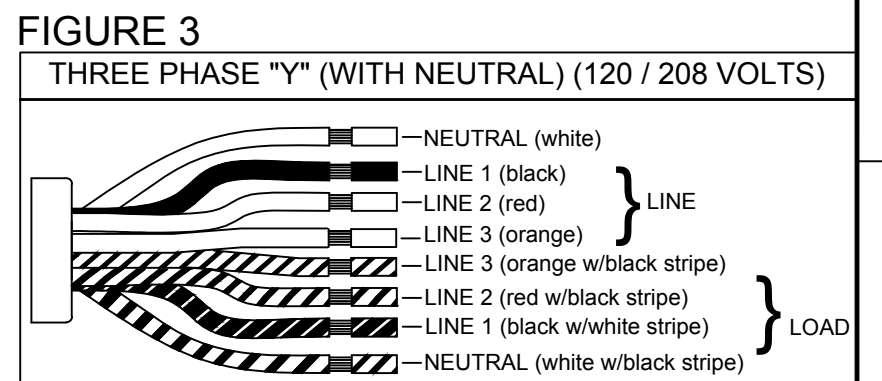 FIGURE 3
THREE PHASE "Y" (WITH NEUTRAL) (120 / 208 VOLTS)
NEUTRAL (white)
LINE 1 (black)
LINE 2 (red)
LINE
LINE 3 (orange)
LINE 3 (orange w/black stripe)
LINE 2 (red w/black stripe)
LINE 1 (black w/white stripe)
LOAD
NEUTRAL (white w/black stripe)